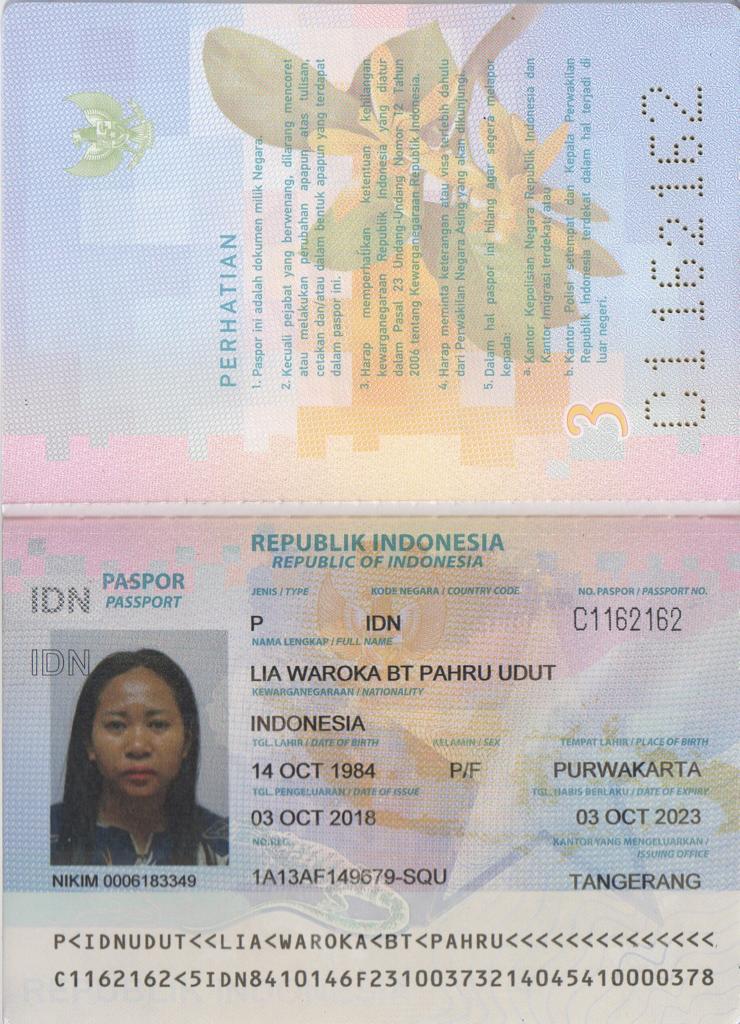 PERHATIAN
1. Paspor ini adalah dokumen milik Negara.
2. Kecuali pejabat yang berwenang, dilarang mencoret
atau melakukan perubahan apapun atas tulisan,
cetakan dan/atau dalam bentuk apapun yang terdapat
dalam paspor ini.
3. Harap memperhatikan ketentuan kehilangan
kewarganegaraan Republik Indonesia yang diatur
dalam Pasal 23 Undang-Undang Nomor 12 Tahun
2006 tentang Kewarganegaraan Republik Indonesia.
4. Harap meminta keterangan atau visa terlebih dahulu
dari Perwakilan Negara Asing yang akan dikunjungi.
5. Dalam hal paspor ini hilang agar segera melapor
kepada:
a. Kantor Kepolisian Negara Republik Indonesia dan
Kantor Imigrasi terdekat atau
b. Kantor Polisi setempat dan Kepala Perwakilan
Republik Indonesia terdekat dalam hal terjadi di
luar negeri.
3
C1162162
REPUBLIK INDONESIA
REPUBLIC OF INDONESIA
IDN
PASPOR
PASSPORT
JENIS / TYPE KODE NEGARA / COUNTRY CODE NO. PASPOR / PASSPORT NO.
P IDN C1162162
NAMA LENGKAP / FULL NAME
IDN
LIA WAROKA BT PAHRU UDUT
KEWARGANEGARAAN / NATIONALITY
INDONESIA
TGL. LAHIR / DATE OF BIRTH KELAMIN / SEX TEMPAT LAHIR / PLACE OF BIRTH
14 OCT 1984 P/F PURWAKARTA
TGL. PENGELUARAN / DATE OF ISSUE TGL. HABIS BERLAKU / DATE OF EXPIRY
03 OCT 2018 03 OCT 2023
NO. REG. KANTOR YANG MENGELUARKAN /
ISSUING OFFICE
1A13AF149679-SQU TANGERANG
NIKIM 0006183349
P<IDNUDUT<<LIA<WAROKA<BT<PAHRU<<<<<<<<<<<<<<
C1162162<5IDN8410146F23100373214045410000378